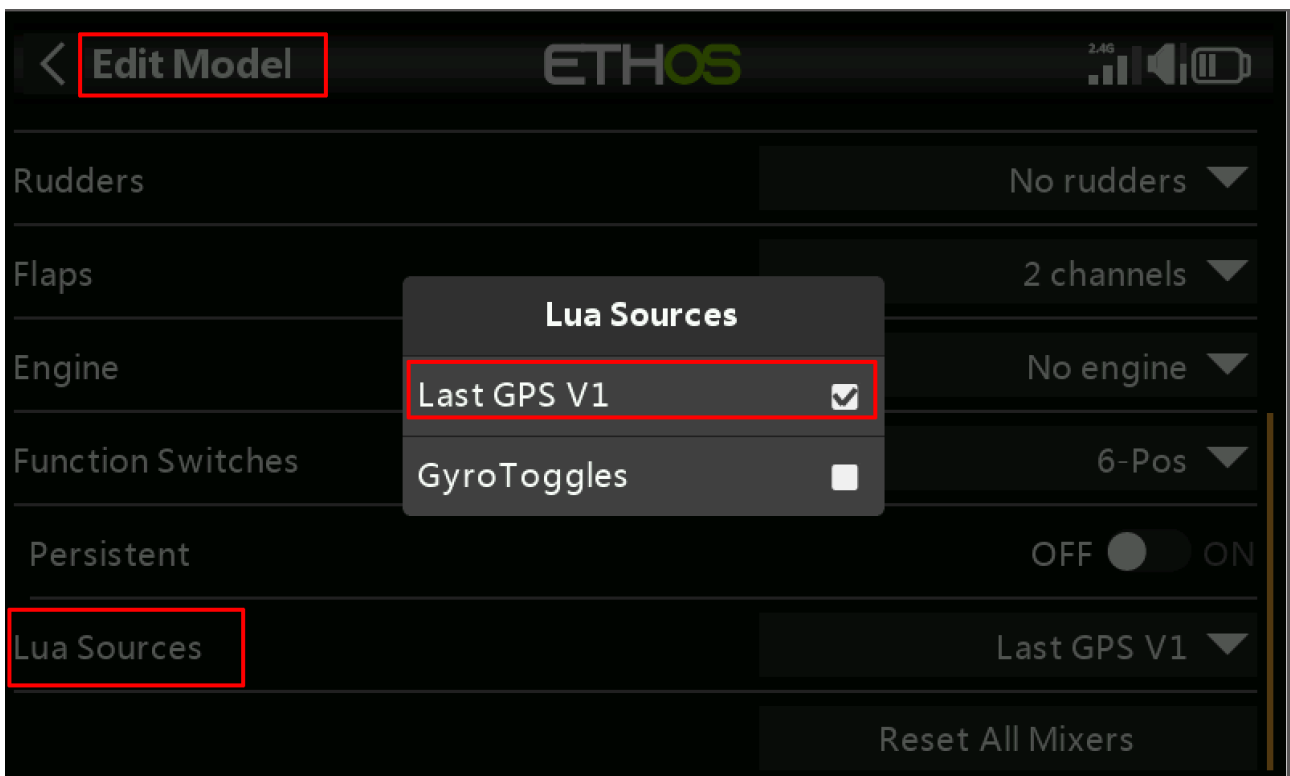 Edit Model
ETHOS
2.4G
Rudders No rudders
Flaps 2 channels
Lua Sources
Engine No engine
Last GPS V1
Function Switches 6-Pos
GyroToggles
Persistent OFF ON
Lua Sources Last GPS V1
Reset All Mixers